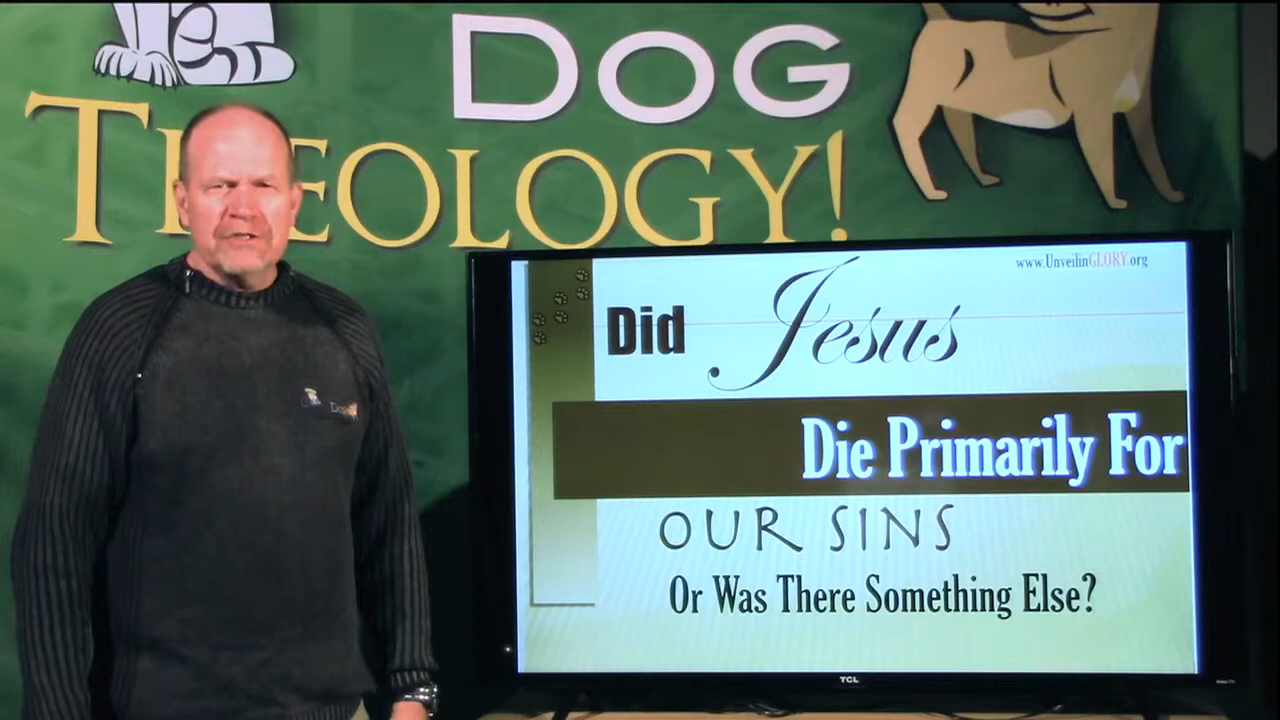 DOG
THEOLOGY!
www.UnveilinGLORY.org
Did Jesus
Die Primarily For
OUR SINS
Or Was There Something Else?
TCL